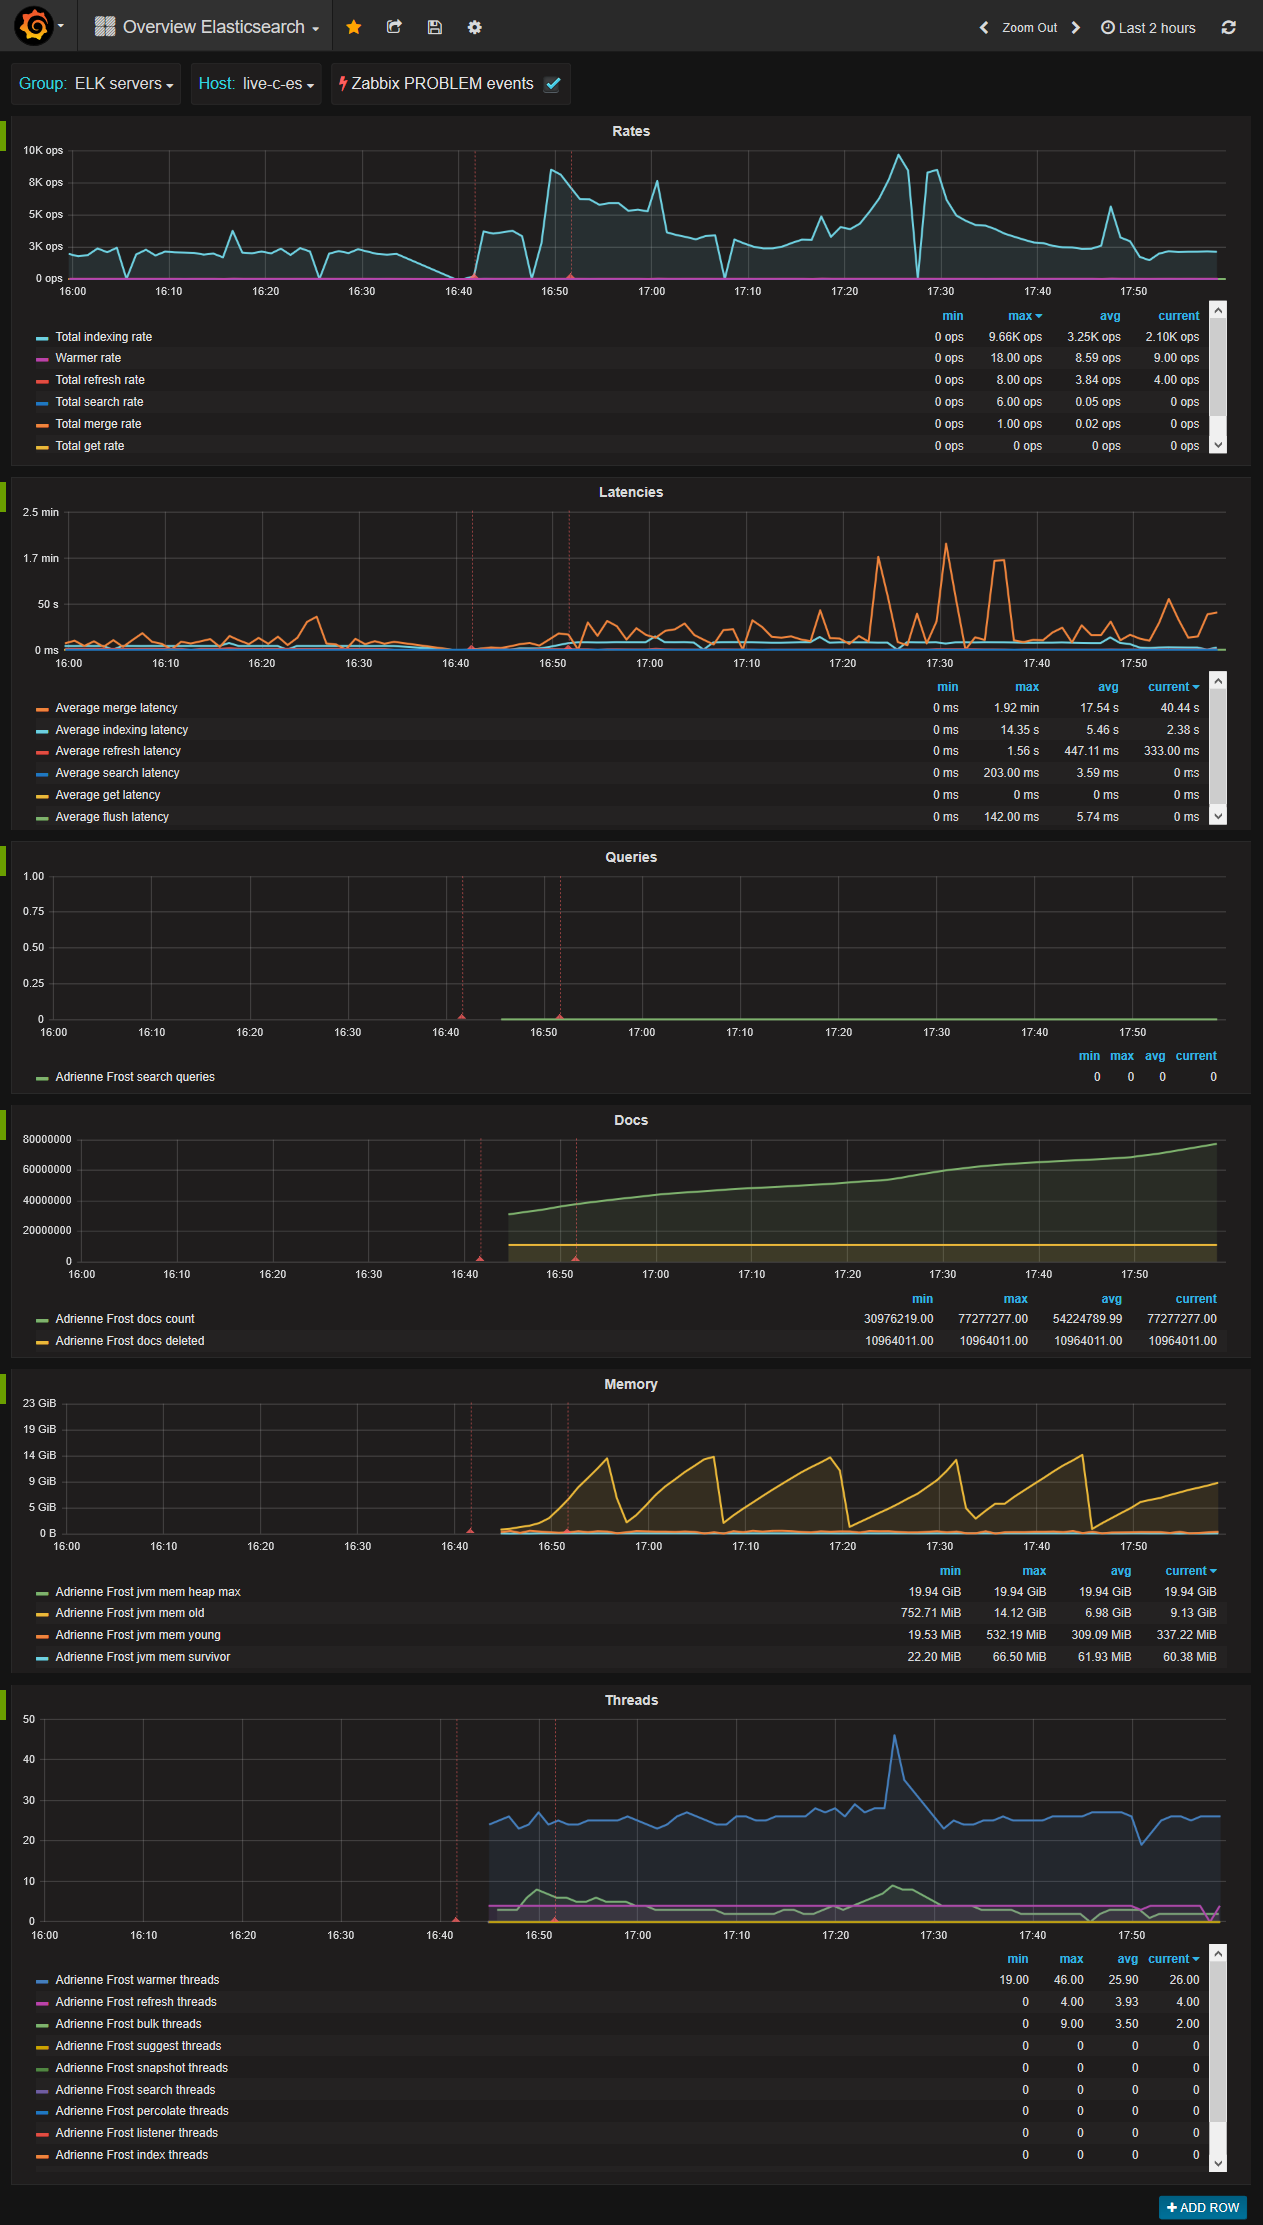 Overview Elasticsearch
Zoom Out
Last 2 hours
Group: ELK servers
Host: live-c-es
Zabbix PROBLEM events
Rates
10K ops
8K ops
5K ops
3K ops
0 ops
16:00 16:10 16:20 16:30 16:40 16:50 17:00 17:10 17:20 17:30 17:40 17:50
min max avg current
Total indexing rate 0 ops 9.66K ops 3.25K ops 2.10K ops
Warmer rate 0 ops 18.00 ops 8.59 ops 9.00 ops
Total refresh rate 0 ops 8.00 ops 3.84 ops 4.00 ops
Total search rate 0 ops 6.00 ops 0.05 ops 0 ops
Total merge rate 0 ops 1.00 ops 0.02 ops 0 ops
Total get rate 0 ops 0 ops 0 ops 0 ops
Latencies
2.5 min
1.7 min
50 s
0 ms
16:00 16:10 16:20 16:30 16:40 16:50 17:00 17:10 17:20 17:30 17:40 17:50
min max avg current
Average merge latency 0 ms 1.92 min 17.54 s 40.44 s
Average indexing latency 0 ms 14.35 s 5.46 s 2.38 s
Average refresh latency 0 ms 1.56 s 447.11 ms 333.00 ms
Average search latency 0 ms 203.00 ms 3.59 ms 0 ms
Average get latency 0 ms 0 ms 0 ms 0 ms
Average flush latency 0 ms 142.00 ms 5.74 ms 0 ms
Queries
1.00
0.75
0.50
0.25
0
16:00 16:10 16:20 16:30 16:40 16:50 17:00 17:10 17:20 17:30 17:40 17:50
min max avg current
Adrienne Frost search queries 0 0 0 0
Docs
80000000
60000000
40000000
20000000
0
16:00 16:10 16:20 16:30 16:40 16:50 17:00 17:10 17:20 17:30 17:40 17:50
min max avg current
Adrienne Frost docs count 30976219.00 77277277.00 54224789.99 77277277.00
Adrienne Frost docs deleted 10964011.00 10964011.00 10964011.00 10964011.00
Memory
23 GiB
19 GiB
14 GiB
9 GiB
5 GiB
0 B
16:00 16:10 16:20 16:30 16:40 16:50 17:00 17:10 17:20 17:30 17:40 17:50
min max avg current
Adrienne Frost jvm mem heap max 19.94 GiB 19.94 GiB 19.94 GiB 19.94 GiB
Adrienne Frost jvm mem old 752.71 MiB 14.12 GiB 6.98 GiB 9.13 GiB
Adrienne Frost jvm mem young 19.53 MiB 532.19 MiB 309.09 MiB 337.22 MiB
Adrienne Frost jvm mem survivor 22.20 MiB 66.50 MiB 61.93 MiB 60.38 MiB
Threads
50
40
30
20
10
0
16:00 16:10 16:20 16:30 16:40 16:50 17:00 17:10 17:20 17:30 17:40 17:50
min max avg current
Adrienne Frost warmer threads 19.00 46.00 25.90 26.00
Adrienne Frost refresh threads 0 4.00 3.93 4.00
Adrienne Frost bulk threads 0 9.00 3.50 2.00
Adrienne Frost suggest threads 0 0 0 0
Adrienne Frost snapshot threads 0 0 0 0
Adrienne Frost search threads 0 0 0 0
Adrienne Frost percolate threads 0 0 0 0
Adrienne Frost listener threads 0 0 0 0
Adrienne Frost index threads 0 0 0 0
+ ADD ROW